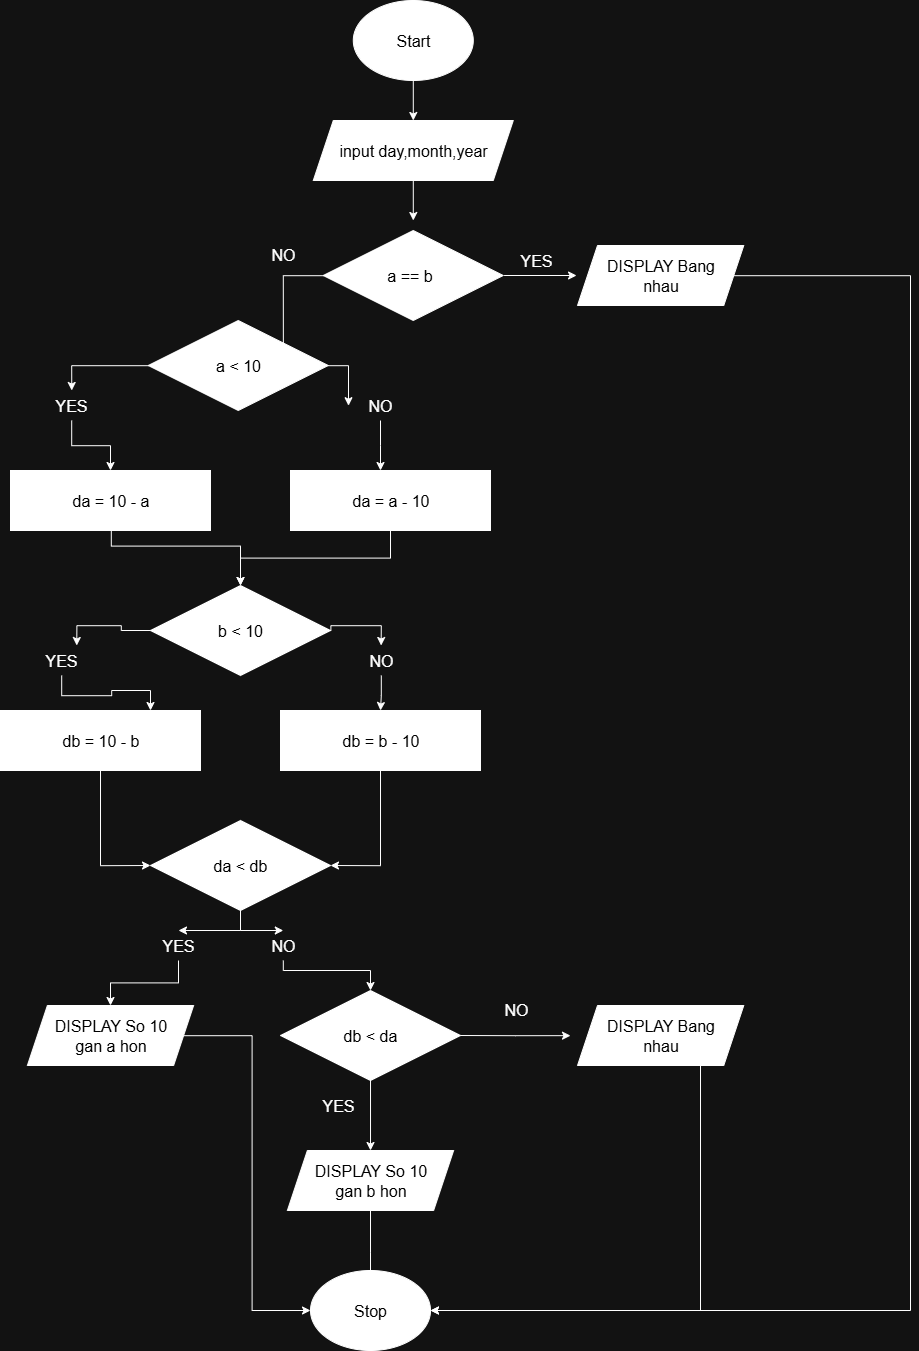 Start
input day,month,year
NO
a == b
YES
DISPLAY Bang
nhau
a < 10
YES
NO
da = 10 - a
da = a - 10
b < 10
YES
NO
db = 10 - b
db = b - 10
da < db
YES
NO
DISPLAY So 10
gan a hon
db < da
NO
DISPLAY Bang
nhau
YES
DISPLAY So 10
gan b hon
Stop